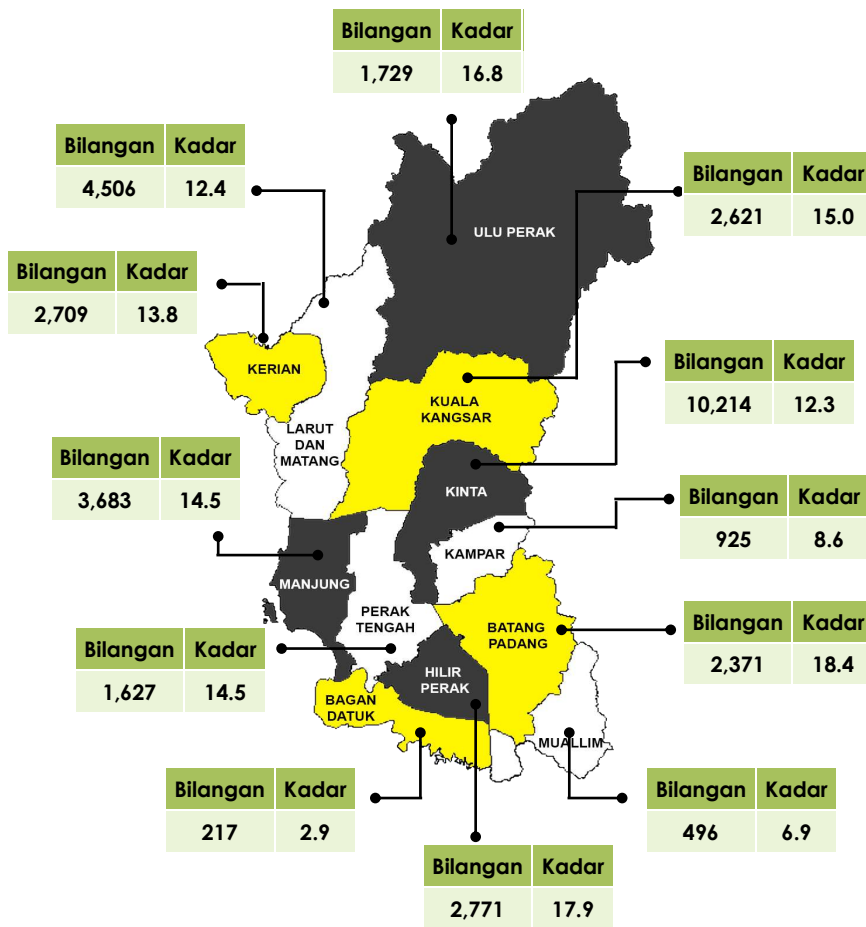 Bilangan Kadar
1,729 16.8
Bilangan Kadar
4,506 12.4
Bilangan Kadar
2,621 15.0
ULU PERAK
Bilangan Kadar
2,709 13.8
KERIAN
Bilangan Kadar
10,214 12.3
KUALA
KANGSAR
LARUT
DAN
MATANG
Bilangan Kadar
3,683 14.5
KINTA
Bilangan Kadar
925 8.6
KAMPAR
MANJUNG
PERAK
TENGAH
BATANG
PADANG
Bilangan Kadar
2,371 18.4
Bilangan Kadar
1,627 14.5
HILIR
PERAK
BAGAN
DATUK
MUALLIM
Bilangan Kadar
217 2.9
Bilangan Kadar
496 6.9
Bilangan Kadar
2,771 17.9